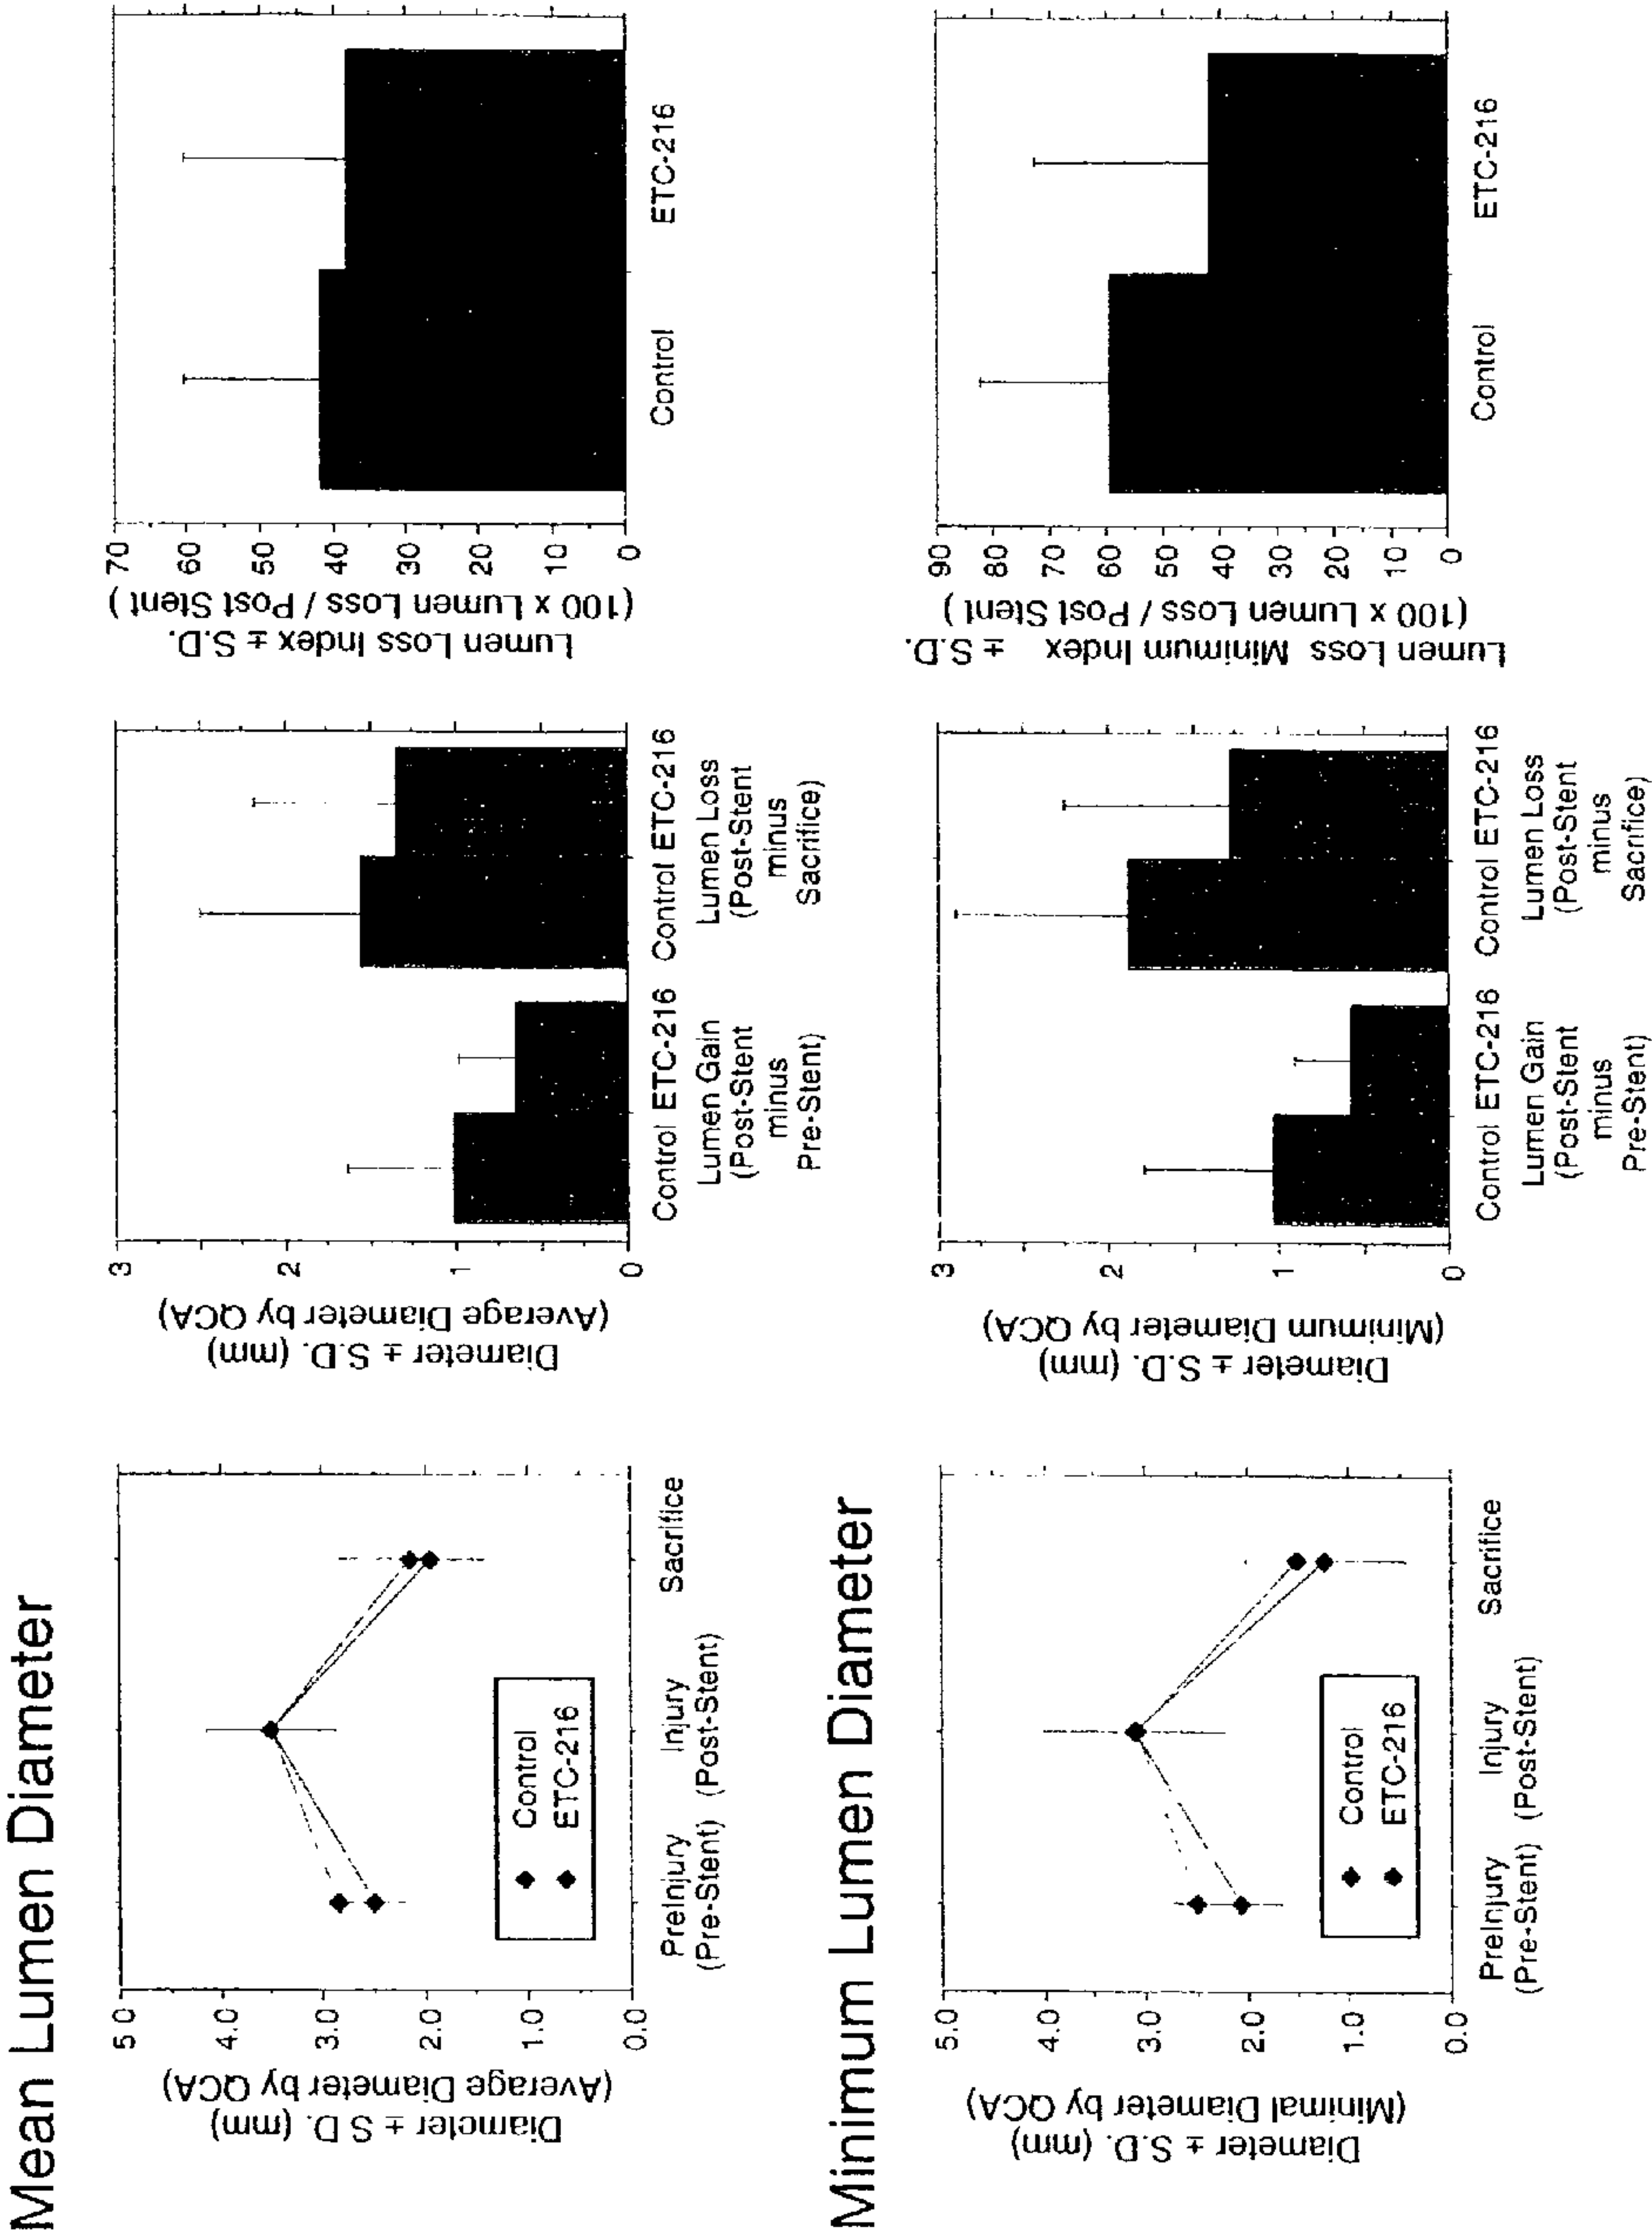 Mean Lumen Diameter
Diameter ± S.D. (mm)
(Average Diameter by QCA)
5.0
4.0
3.0
2.0
1.0
0.0
Control
ETC-216
PreInjury
(Pre-Stent)
Injury
(Post-Stent)
Sacrifice
Diameter ± S.D. (mm)
(Average Diameter by QCA)
3
2
1
0
Control ETC-216 Control ETC-216
Lumen Gain
(Post-Stent
minus
Pre-Stent)
Lumen Loss
(Post-Stent
minus
Sacrifice)
Lumen Loss Index ± S.D.
(100 x Lumen Loss / Post Stent )
70
60
50
40
30
20
10
0
Control
ETC-216
Minimum Lumen Diameter
Diameter ± S.D. (mm)
(Minimal Diameter by QCA)
5.0
4.0
3.0
2.0
1.0
0.0
Control
ETC-216
PreInjury
(Pre-Stent)
Injury
(Post-Stent)
Sacrifice
Diameter ± S.D. (mm)
(Minimum Diameter by QCA)
3
2
1
0
Control ETC-216 Control ETC-216
Lumen Gain
(Post-Stent
minus
Pre-Stent)
Lumen Loss
(Post-Stent
minus
Sacrifice)
Lumen Loss Minimum Index ± S.D.
(100 x Lumen Loss / Post Stent )
90
80
70
60
50
40
30
20
10
0
Control
ETC-216